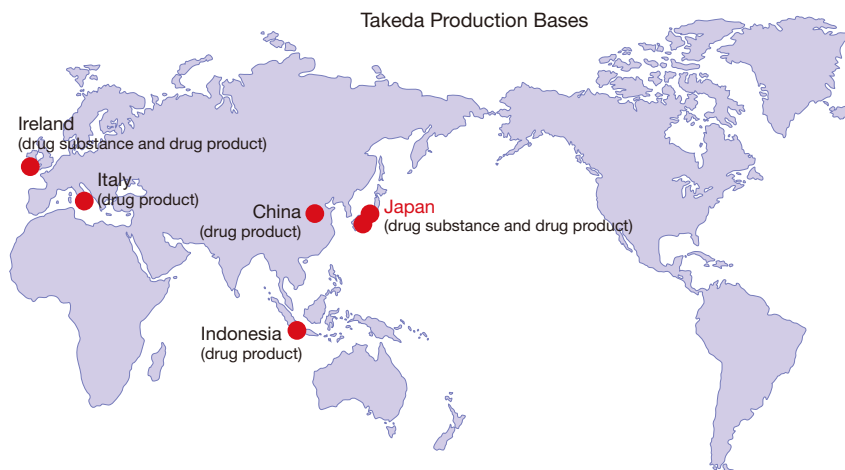 Takeda Production Bases
Ireland
(drug substance and drug product)
Italy
(drug product)
China
(drug product)
Japan
(drug substance and drug product)
Indonesia
(drug product)